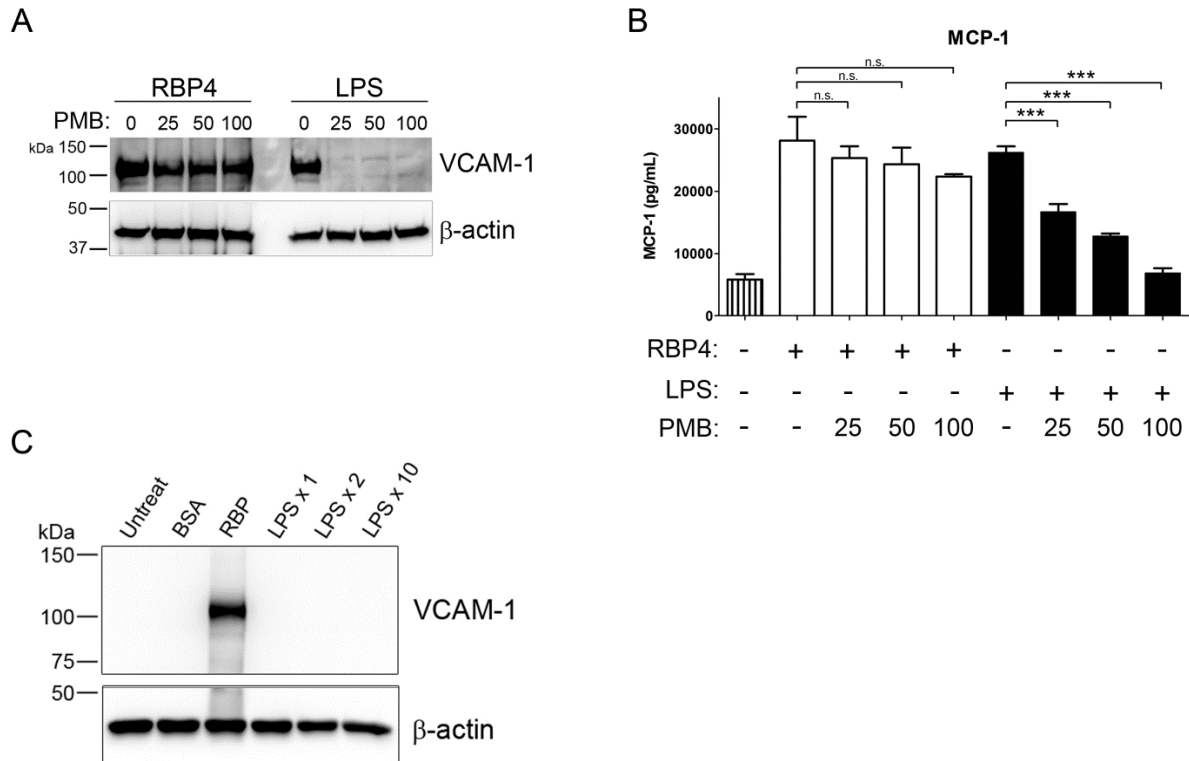 A
RBP4 LPS
PMB: 0 25 50 100 0 25 50 100
kDa 150
100
VCAM-1
50
37
β-actin
B
MCP-1
n.s.
n.s.
n.s.
***
***
***
MCP-1 (pg/mL)
30000
20000
10000
0
RBP4: - + + + + - - - -
LPS: - - - - - + + + +
PMB: - - 25 50 100 - 25 50 100
C
Untreat BSA RBP LPS x 1 LPS x 2 LPS x 10
kDa
150
100
75
VCAM-1
50
β-actin